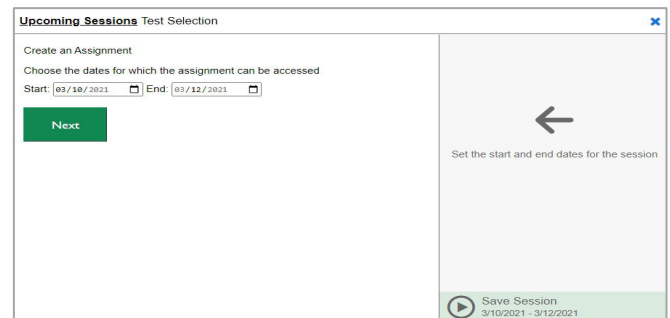 Upcoming Sessions Test Selection
Create an Assignment
Choose the dates for which the assignment can be accessed
Start: 03/10/2021 End: 03/12/2021
Next
Set the start and end dates for the session
Save Session
3/10/2021 - 3/12/2021